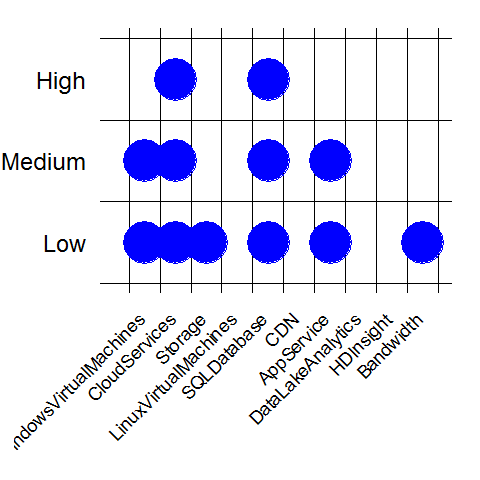 High
Medium
Low
ndowsVirtualMachines
CloudServices
Storage
LinuxVirtualMachines
SQLDatabase
CDN
AppService
DataLakeAnalytics
HDInsight
Bandwidth